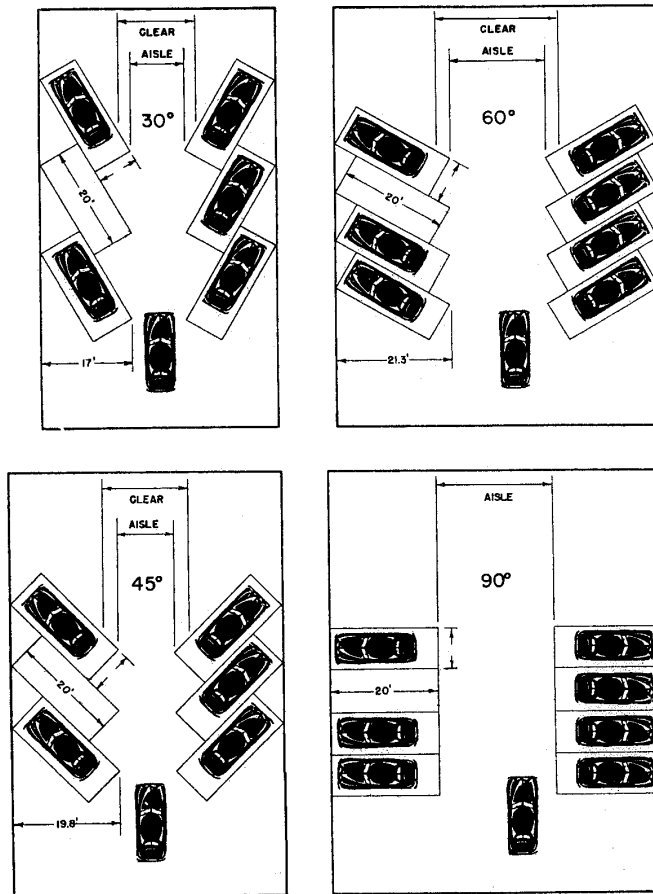 CLEAR
AISLE
30°
20'
17'
CLEAR
AISLE
60°
20'
21.3'
CLEAR
AISLE
45°
20'
19.8'
AISLE
90°
20'